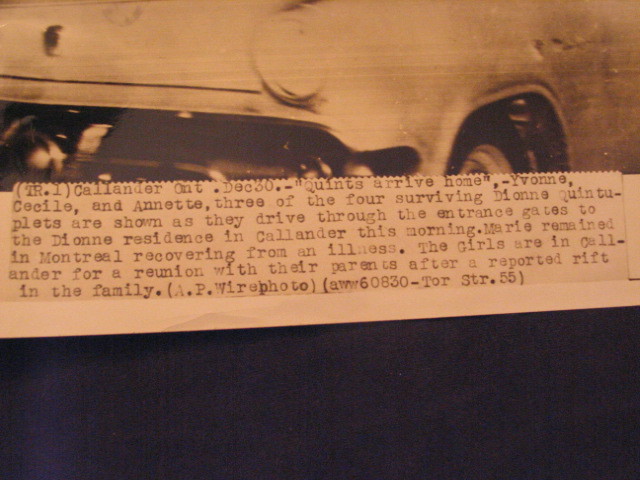 (TR.1)Callander Ont .Dec30.-"Quints arrive home",-Yvonne,
Cecile, and Annette,three of the four surviving Dionne Quintu-
plets are shown as they drive through the entrance gates to
the Dionne residence in Callander this morning.Marie remained
in Montreal recovering from an illness. The Girls are in Call-
ander for a reunion with their parents after a reported rift
in the family.(A.P.Wirephoto)(aww60830-Tor Str.55)